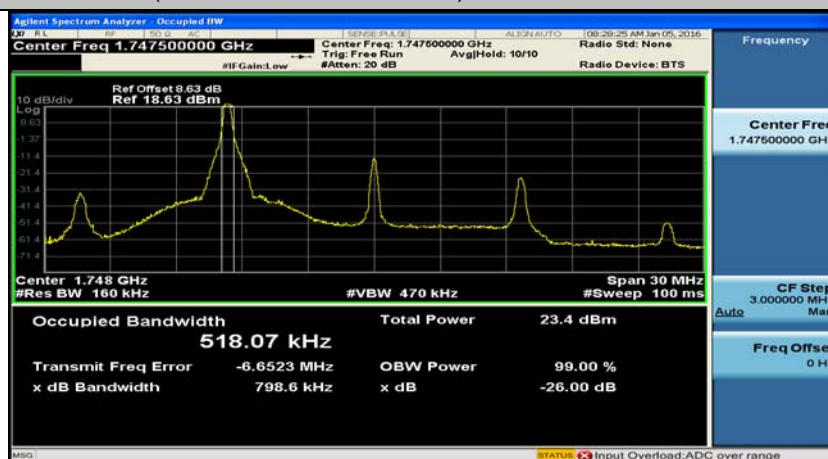 Agilent Spectrum Analyzer - Occupied BW
RL RF 50 Ω AC SENSE:PULSE ALIGN AUTO 08:20:25 AM Jan 05, 2016
Center Freq 1.747500000 GHz Center Freq: 1.747500000 GHz Radio Std: None Frequency
Trig: Free Run Avg|Hold: 10/10
#IFGain:Low #Atten: 20 dB Radio Device: BTS
Ref Offset 8.63 dB
10 dB/div Ref 18.63 dBm
Log
8.63
-1.37
-11.4
-21.4
-31.4
-41.4
-51.4
-61.4
-71.4
Center Fre
1.747500000 GH
Center 1.748 GHz Span 30 MHz
#Res BW 160 kHz #VBW 470 kHz #Sweep 100 ms
CF Step
3.000000 MH
Auto Ma
Occupied Bandwidth Total Power 23.4 dBm
518.07 kHz
Transmit Freq Error -6.6523 MHz OBW Power 99.00 %
x dB Bandwidth 798.6 kHz x dB -26.00 dB
Freq Offse
0 H
MSG STATUS Input Overload;ADC over range